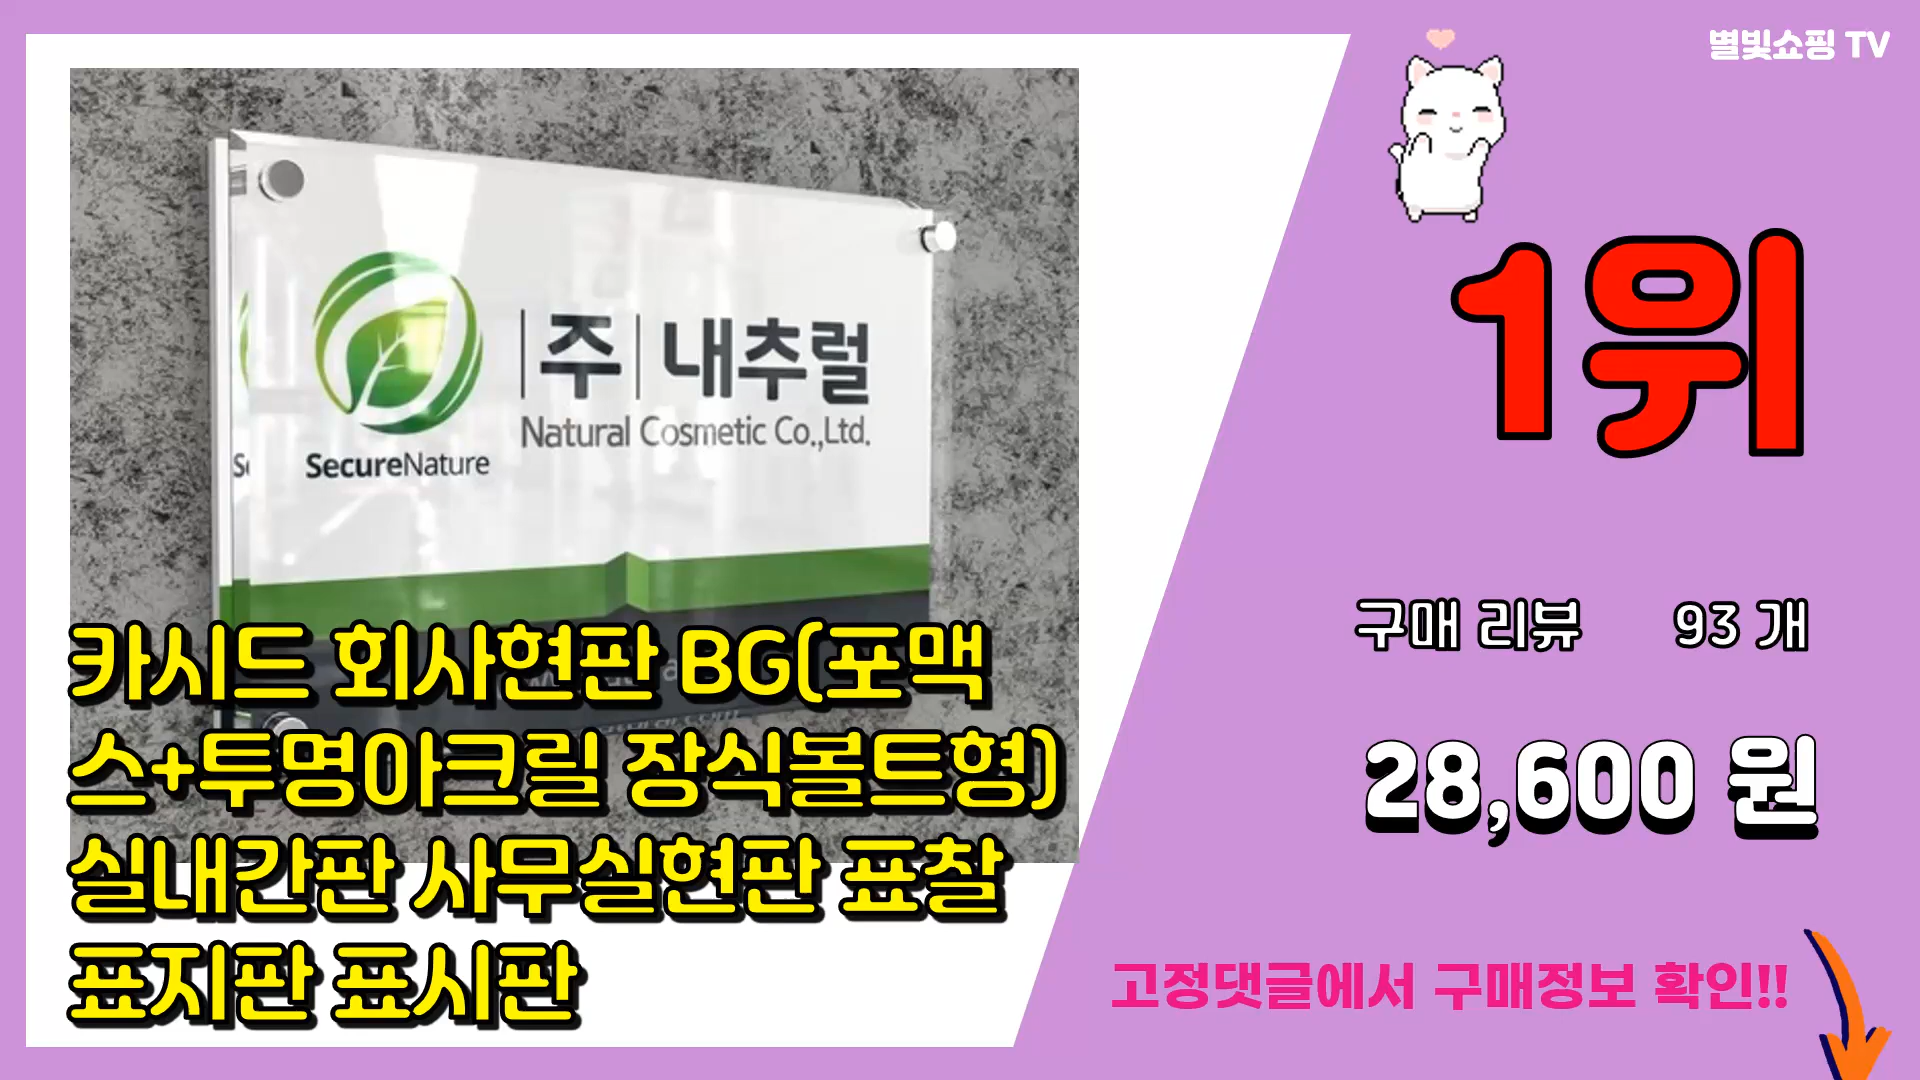 별빛쇼핑 TV
1위
|주| 내추럴
Natural Cosmetic Co.,Ltd.
SecureNature
카시드 회사현판 BG(포맥
스+투명아크릴 장식볼트형)
실내간판 사무실현판 표찰
표지판 표시판
구매 리뷰 93 개
28,600 원
고정댓글에서 구매정보 확인!!